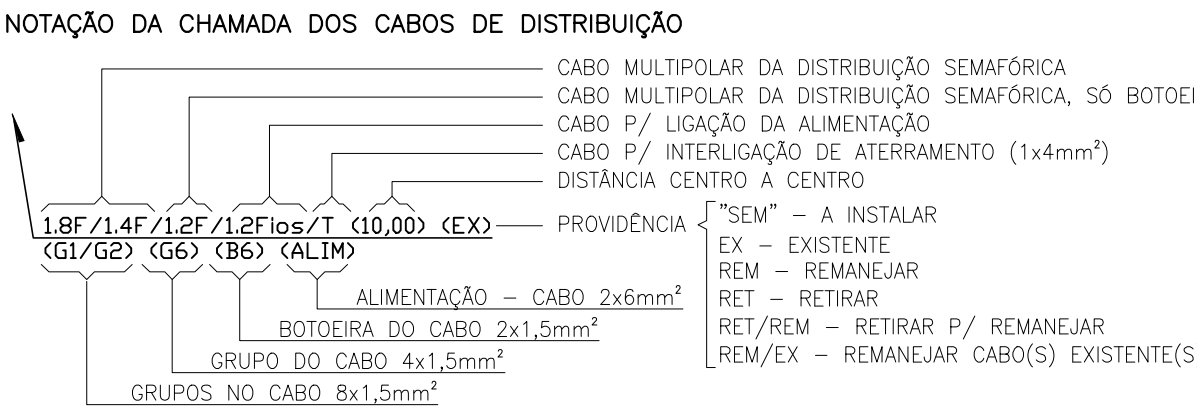 NOTAÇÃO DA CHAMADA DOS CABOS DE DISTRIBUIÇÃO
CABO MULTIPOLAR DA DISTRIBUIÇÃO SEMAFÓRICA
CABO MULTIPOLAR DA DISTRIBUIÇÃO SEMAFÓRICA, SÓ BOTOEI
CABO P/ LIGAÇÃO DA ALIMENTAÇÃO
CABO P/ INTERLIGAÇÃO DE ATERRAMENTO (1x4mm²)
DISTÂNCIA CENTRO A CENTRO
1.8F/1.4F/1.2F/1.2Fios/T (10,00) (EX)
PROVIDÊNCIA
"SEM" – A INSTALAR
EX – EXISTENTE
REM – REMANEJAR
RET – RETIRAR
RET/REM – RETIRAR P/ REMANEJAR
REM/EX – REMANEJAR CABO(S) EXISTENTE(S
(G1/G2) (G6) (B6) (ALIM)
ALIMENTAÇÃO – CABO 2x6mm²
BOTOEIRA DO CABO 2x1,5mm²
GRUPO DO CABO 4x1,5mm²
GRUPOS NO CABO 8x1,5mm²